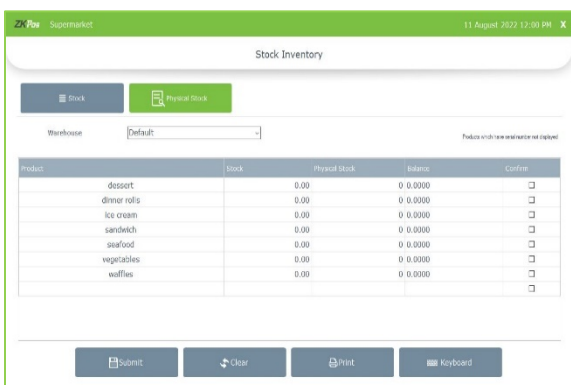 ZKPos Supermarket 11 August 2022 12:00 PM X
Stock Inventory
Stock Physical Stock
Warehouse Default Products which have serial number not displayed
Product Stock Physical Stock Balance Confirm
dessert 0.00 0 0.0000
dinner rolls 0.00 0 0.0000
ice cream 0.00 0 0.0000
sandwich 0.00 0 0.0000
seafood 0.00 0 0.0000
vegetables 0.00 0 0.0000
waffles 0.00 0 0.0000
Submit Clear Print Keyboard